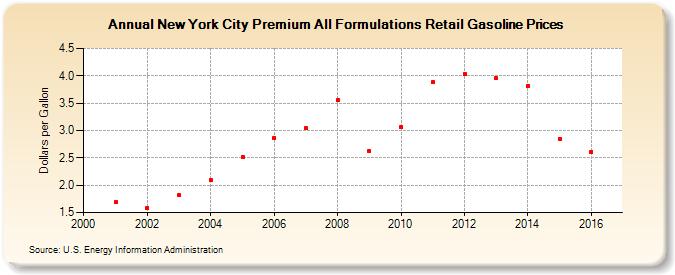 Annual New York City Premium All Formulations Retail Gasoline Prices
Dollars per Gallon
4.5
4.0
3.5
3.0
2.5
2.0
1.5
2000 2002 2004 2006 2008 2010 2012 2014 2016
Source: U.S. Energy Information Administration